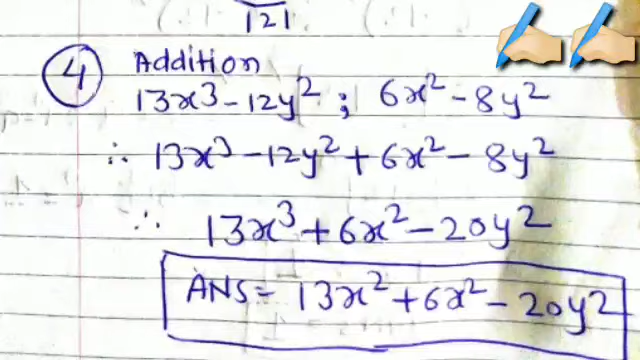 121
④ Addition
13x³ - 12y² ; 6x² - 8y²
∴ 13x³ - 12y² + 6x² - 8y²
∴ 13x³ + 6x² - 20y²
ANS = 13x² + 6x² - 20y²